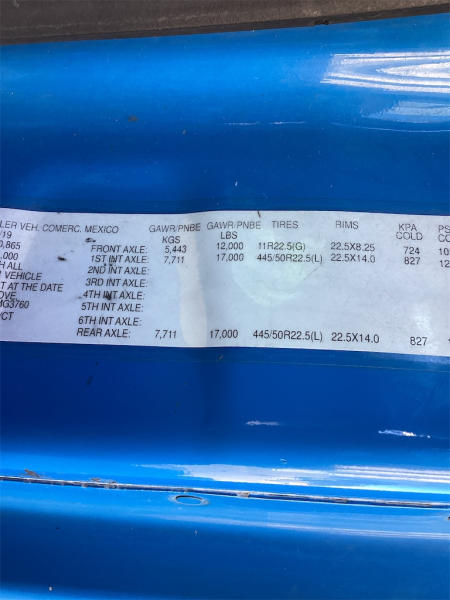 LER VEH. COMERC. MEXICO GAWR/PNBE GAWR/PNBE TIRES RIMS KPA PS
/19 KGS LBS COLD CO
0,865 FRONT AXLE: 5,443 12,000 11R22.5(G) 22.5X8.25 724 10
,000 1ST INT AXLE: 7,711 17,000 445/50R22.5(L) 22.5X14.0 827 12
H ALL 2ND INT AXLE:
VEHICLE 3RD INT AXLE:
T AT THE DATE 4TH INT AXLE:
OVE 5TH INT AXLE:
MG3760 6TH INT AXLE:
/CT REAR AXLE: 7,711 17,000 445/50R22.5(L) 22.5X14.0 827